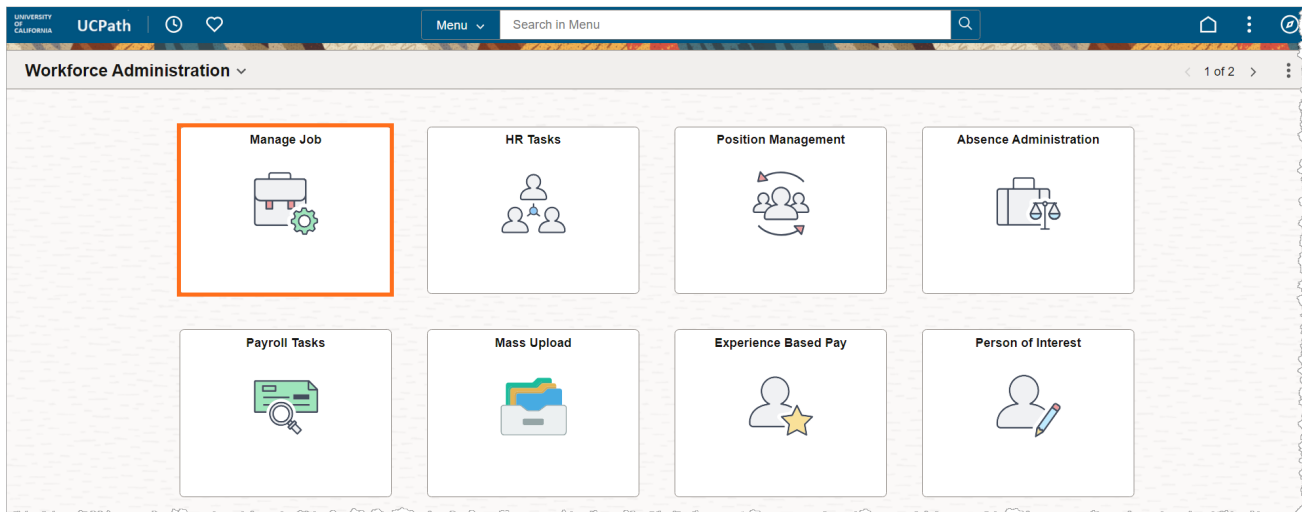 UNIVERSITY
OF
CALIFORNIA
UCPath
Menu
Search in Menu
Workforce Administration
1 of 2
Manage Job
HR Tasks
Position Management
Absence Administration
Payroll Tasks
Mass Upload
Experience Based Pay
Person of Interest